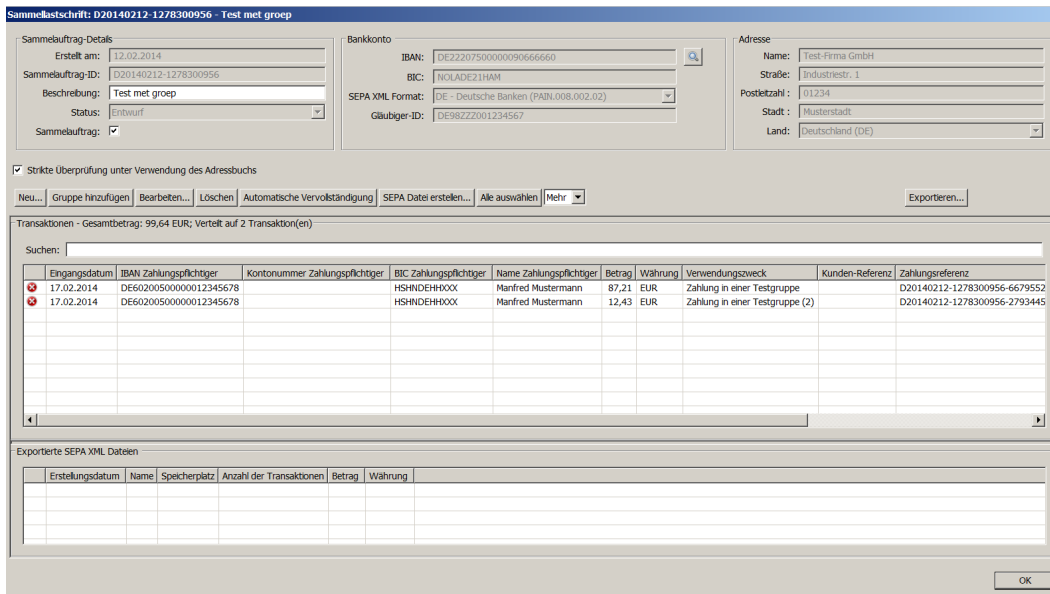 Sammellastschrift: D20140212-1278300956 - Test met groep
Sammelauftrag-Details
Erstellt am: 12.02.2014
Sammelauftrag-ID: D20140212-1278300956
Beschreibung: Test met groep
Status: Entwurf
Sammelauftrag:
Bankkonto
IBAN: DE22207500000090666660
BIC: NOLADE21HAM
SEPA XML Format: DE - Deutsche Banken (PAIN.008.002.02)
Gläubiger-ID: DE98ZZZ001234567
Adresse
Name: Test-Firma GmbH
Straße: Industriestr. 1
Postleitzahl : 01234
Stadt : Musterstadt
Land: Deutschland (DE)
Strikte Überprüfung unter Verwendung des Adressbuchs
Neu... Gruppe hinzufügen Bearbeiten... Löschen Automatische Vervollständigung SEPA Datei erstellen... Alle auswählen Mehr Exportieren...
Transaktionen - Gesamtbetrag: 99,64 EUR; Verteilt auf 2 Transaktion(en)
Suchen:
Eingangsdatum IBAN Zahlungspflichtiger Kontonummer Zahlungspflichtiger BIC Zahlungspflichtiger Name Zahlungspflichtiger Betrag Währung Verwendungszweck Kunden-Referenz Zahlungsreferenz
17.02.2014 DE60200500000012345678 HSHNDEHHXXX Manfred Mustermann 87,21 EUR Zahlung in einer Testgruppe D20140212-1278300956-6679552
17.02.2014 DE60200500000012345678 HSHNDEHHXXX Manfred Mustermann 12,43 EUR Zahlung in einer Testgruppe (2) D20140212-1278300956-2793445
Exportierte SEPA XML Dateien
Erstellungsdatum Name Speicherplatz Anzahl der Transaktionen Betrag Währung
OK